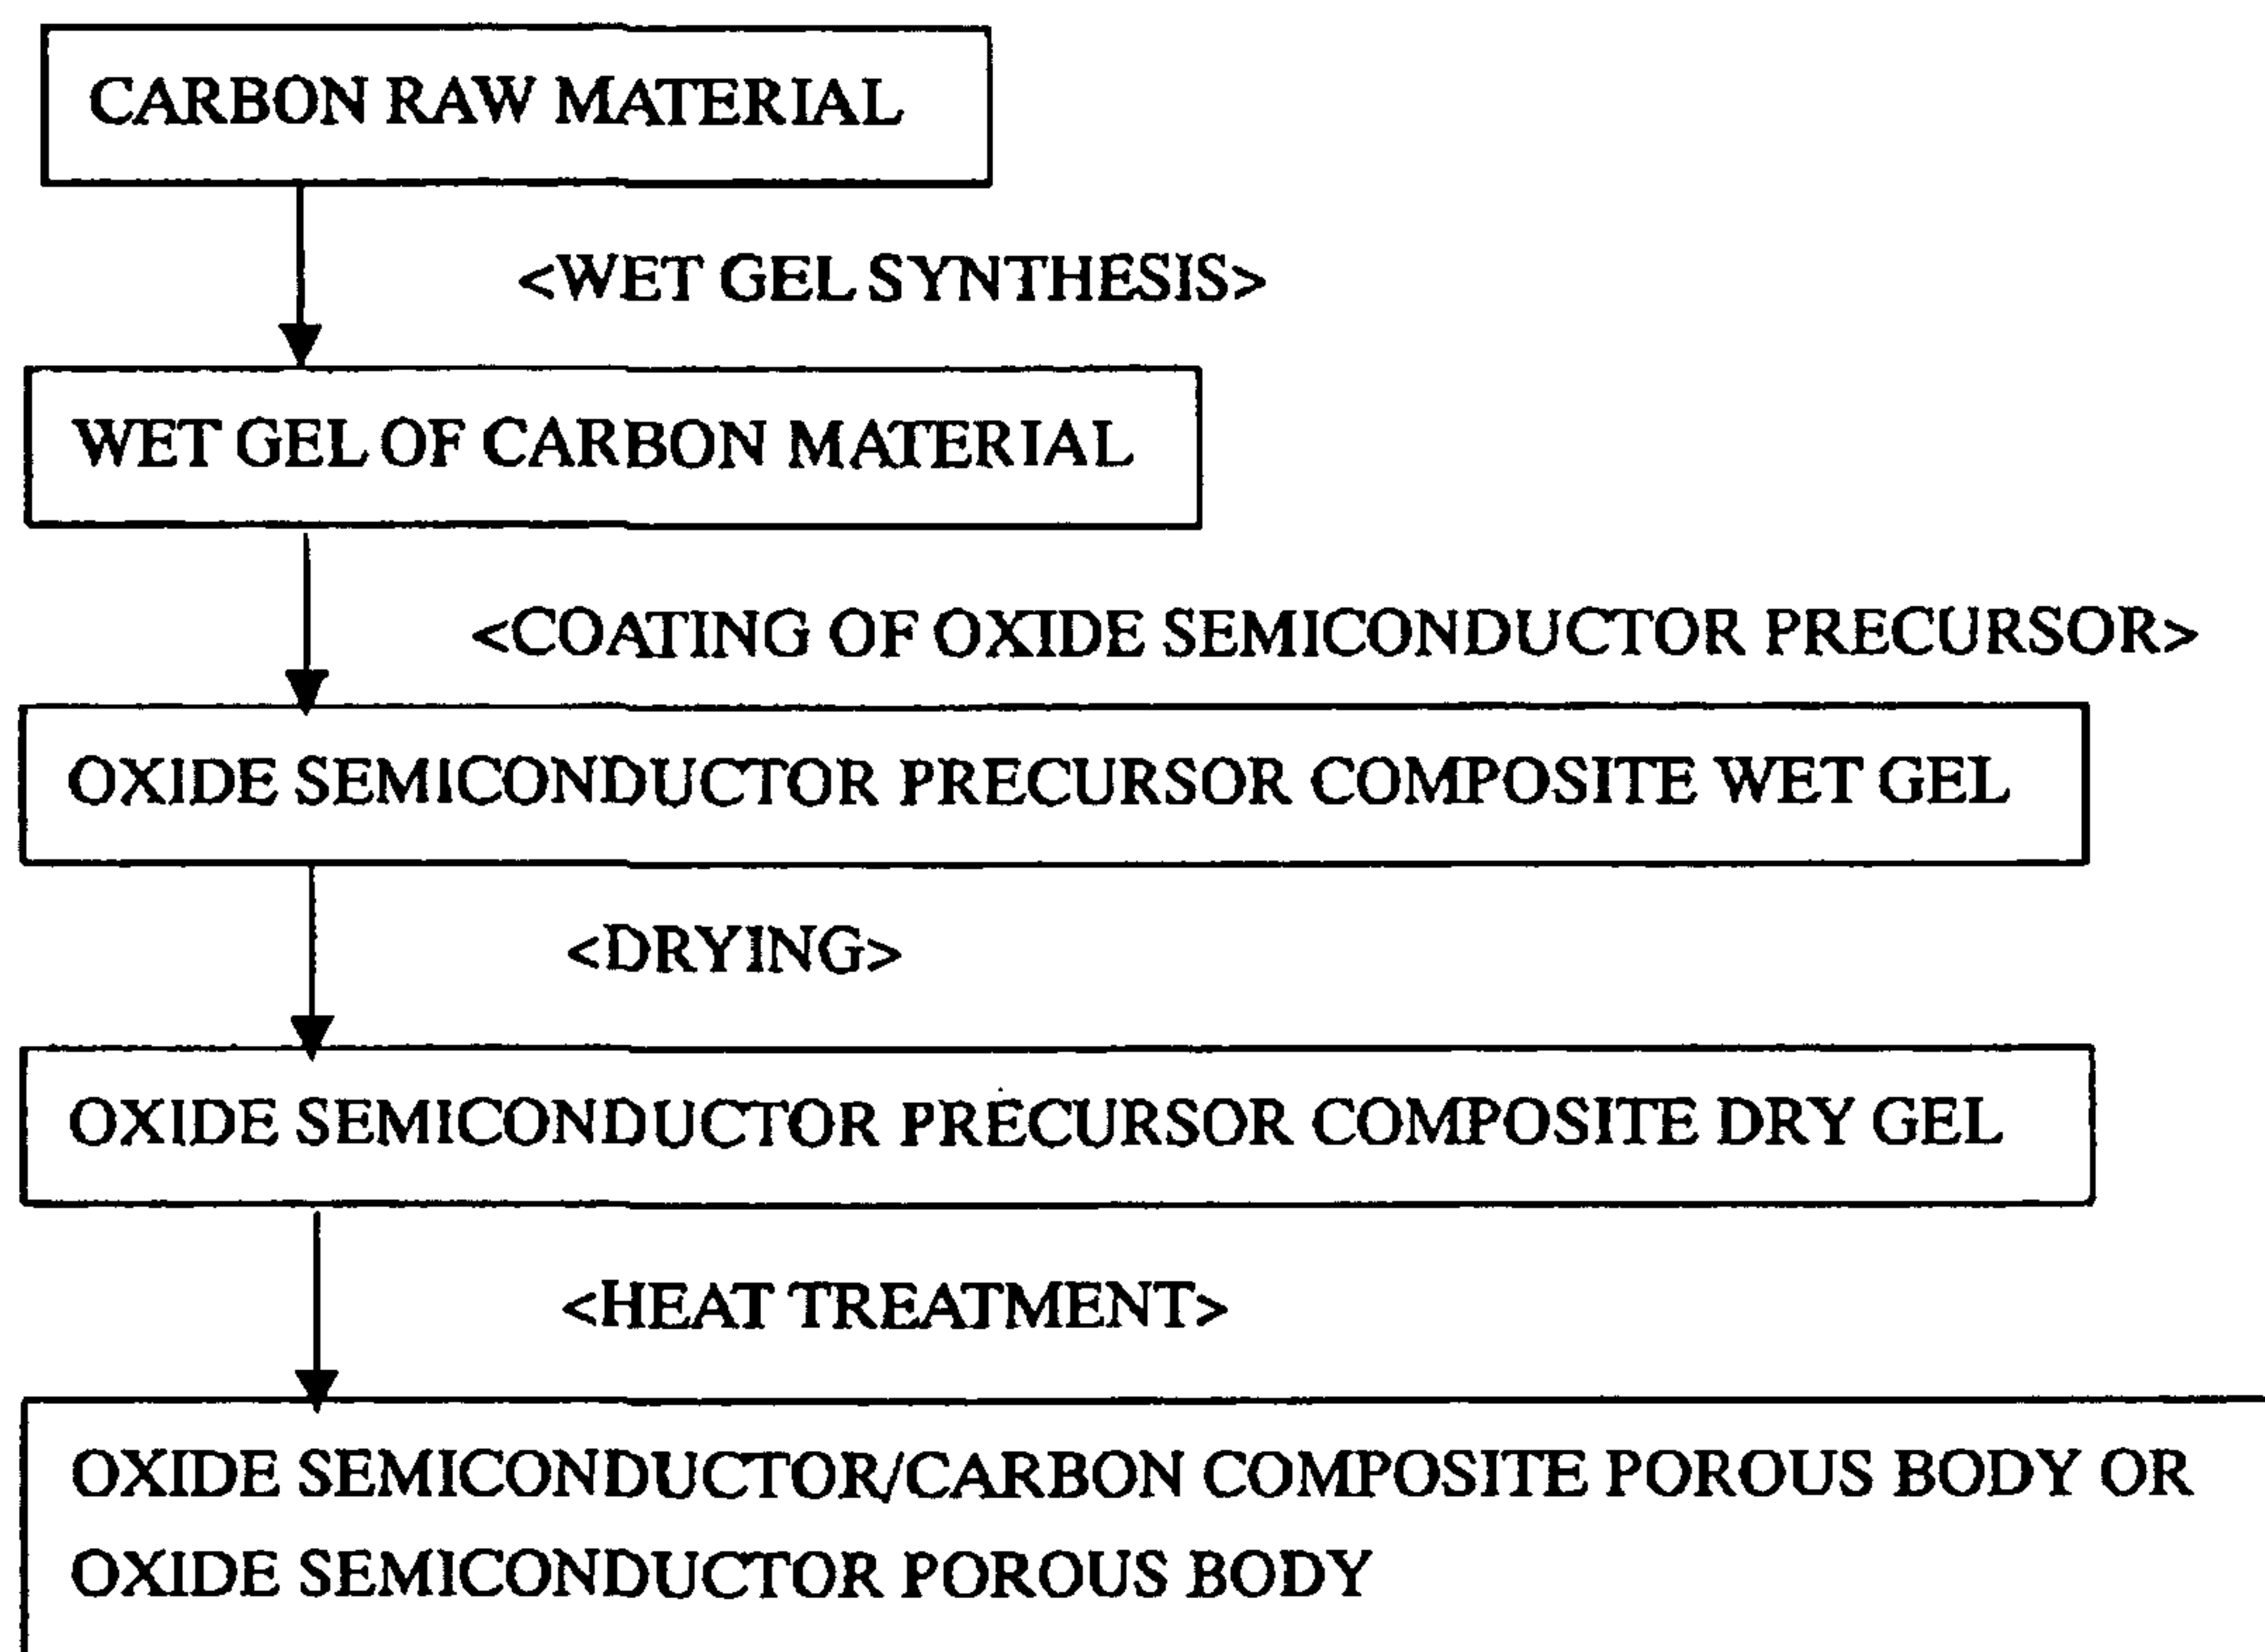 CARBON RAW MATERIAL
<WET GEL SYNTHESIS>
WET GEL OF CARBON MATERIAL
<COATING OF OXIDE SEMICONDUCTOR PRECURSOR>
OXIDE SEMICONDUCTOR PRECURSOR COMPOSITE WET GEL
<DRYING>
OXIDE SEMICONDUCTOR PRECURSOR COMPOSITE DRY GEL
<HEAT TREATMENT>
OXIDE SEMICONDUCTOR/CARBON COMPOSITE POROUS BODY OR
OXIDE SEMICONDUCTOR POROUS BODY